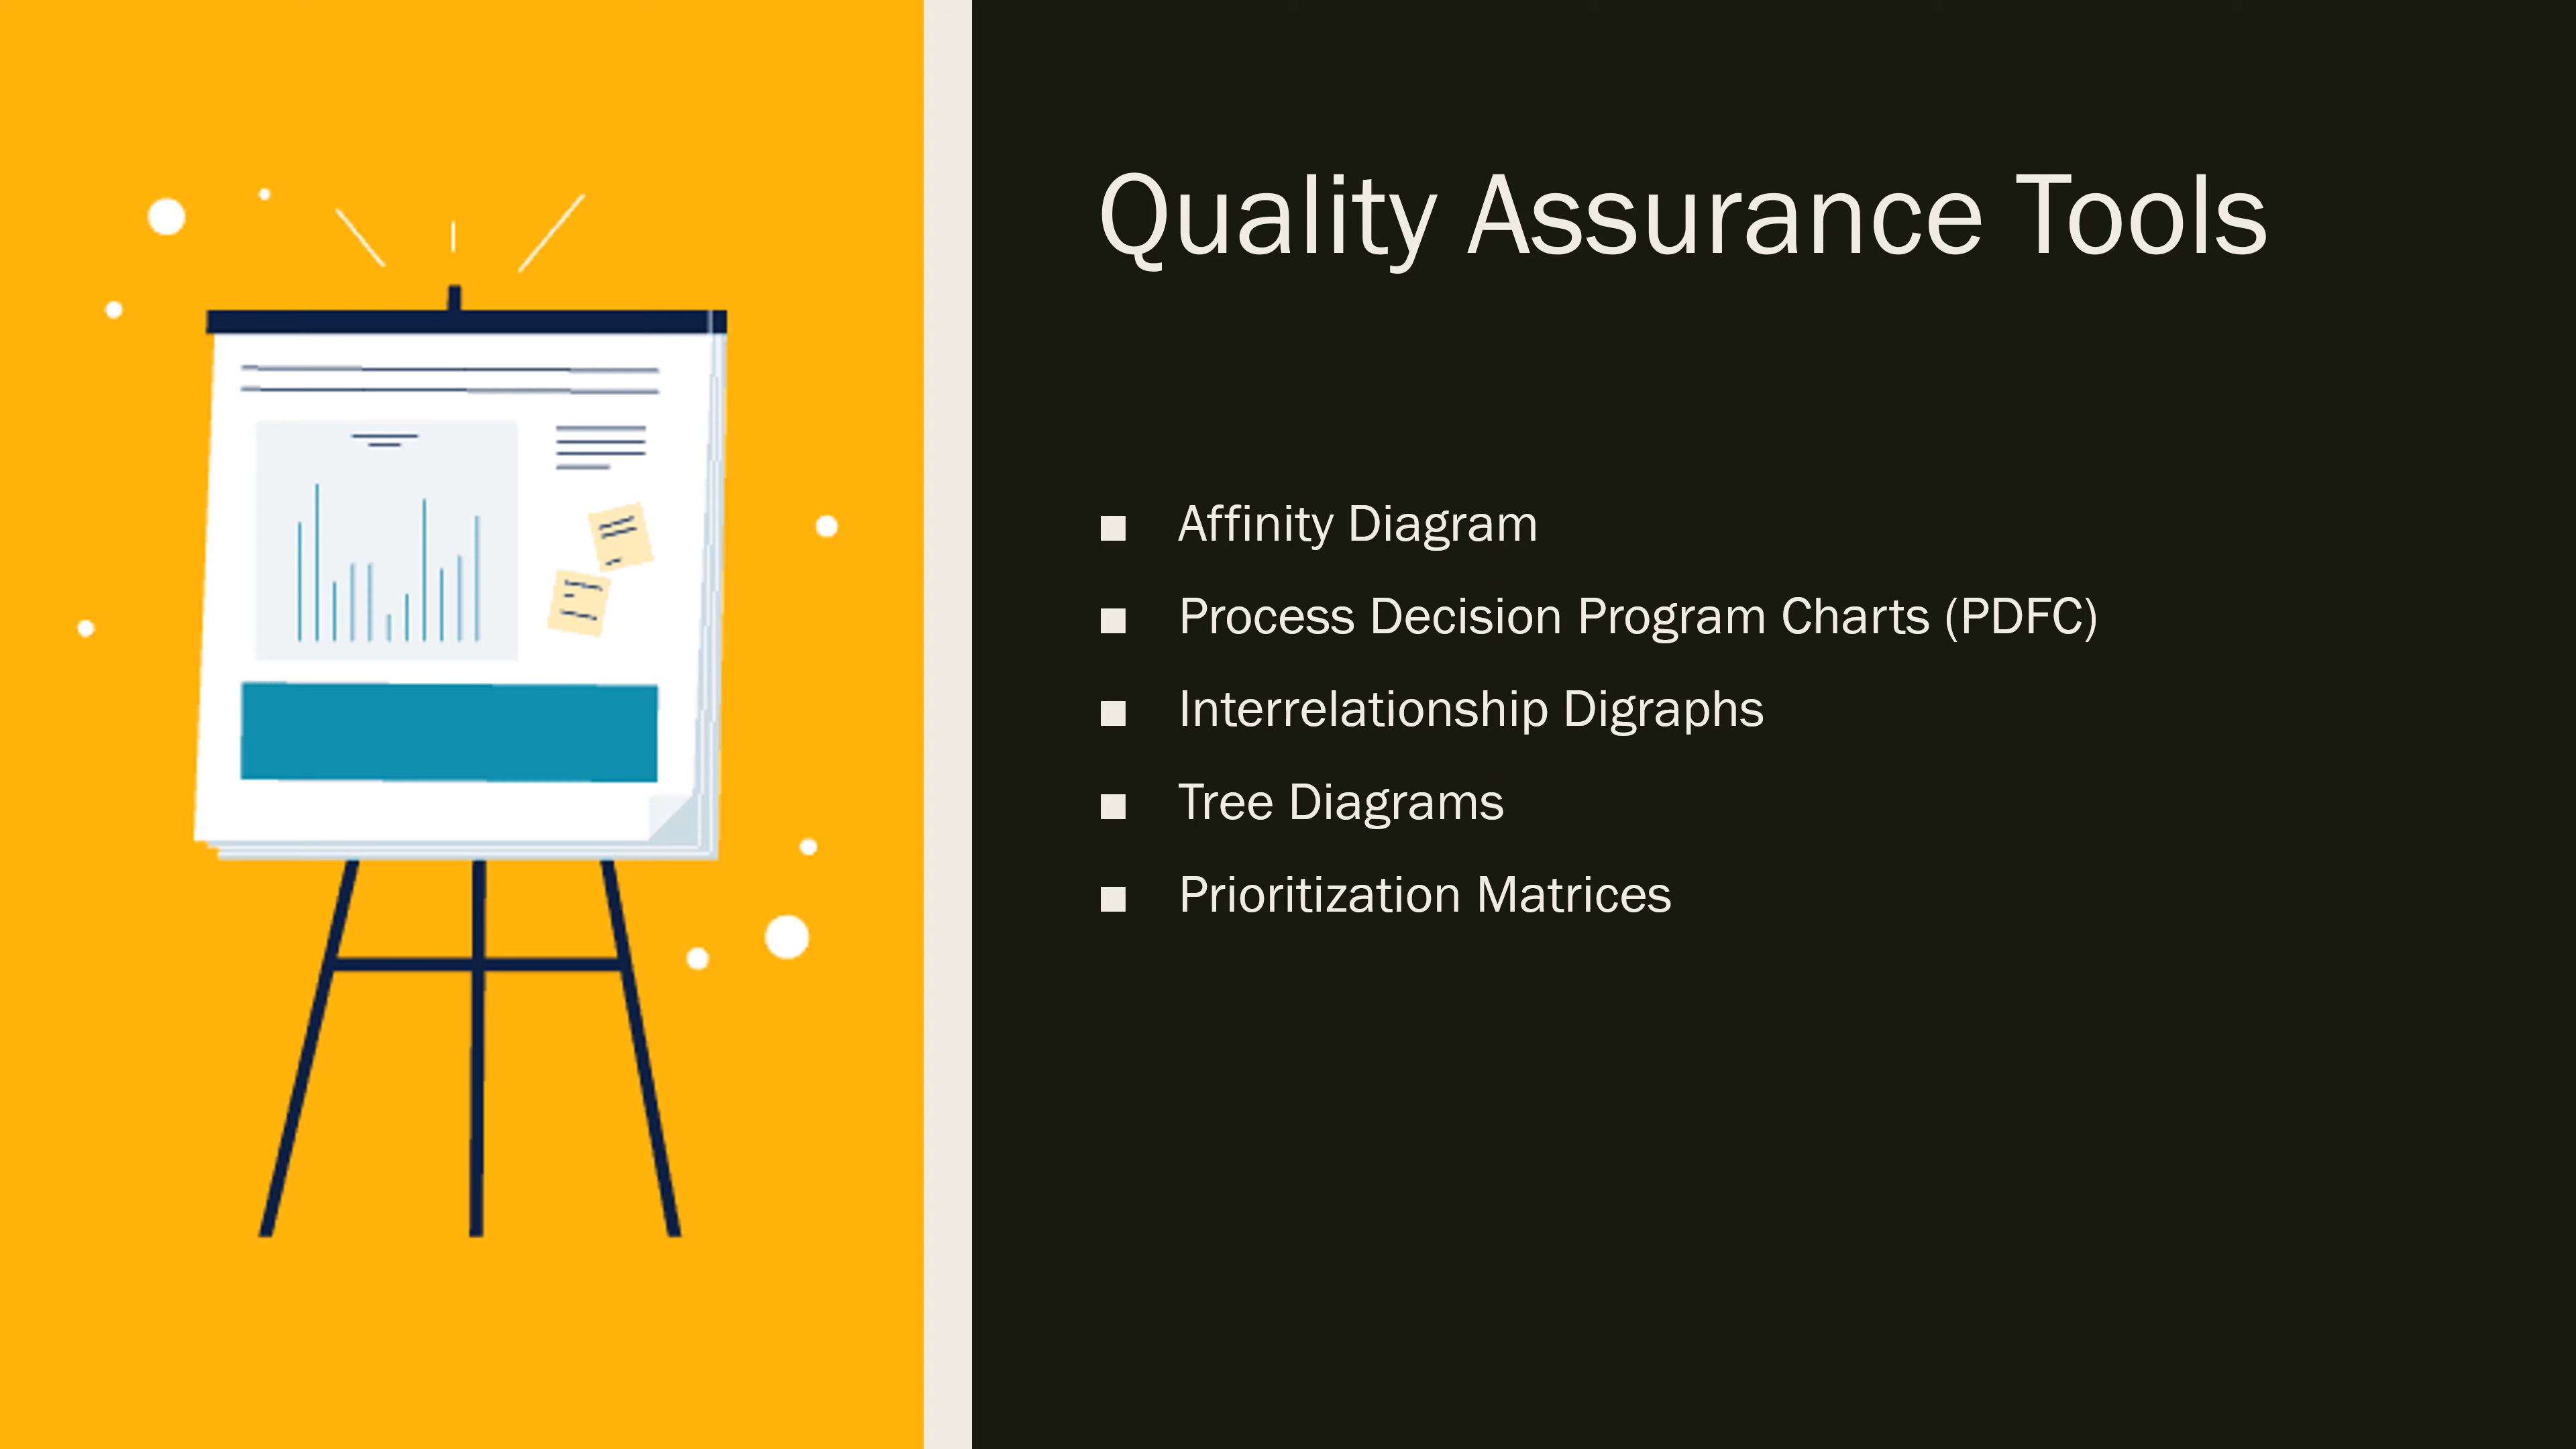 Quality Assurance Tools
■ Affinity Diagram
■ Process Decision Program Charts (PDFC)
■ Interrelationship Digraphs
■ Tree Diagrams
■ Prioritization Matrices